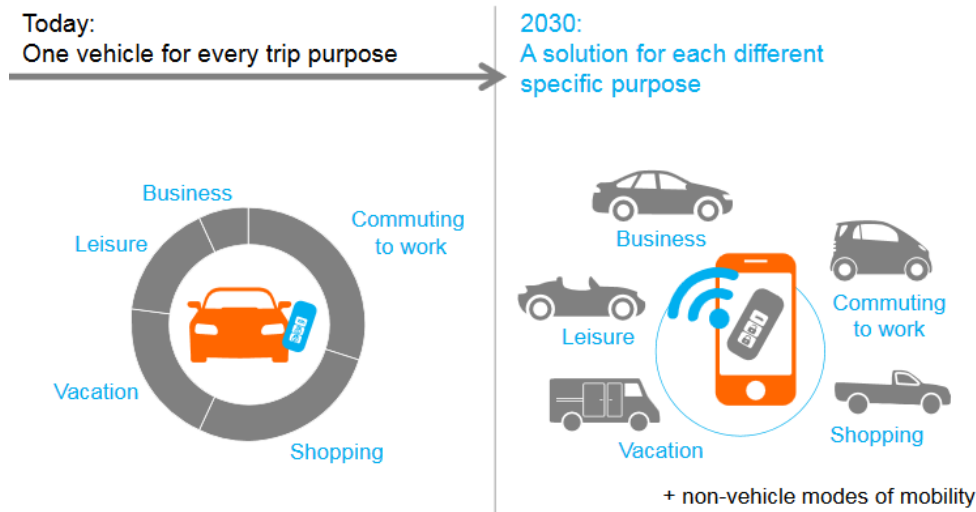 Today:
One vehicle for every trip purpose
2030:
A solution for each different
specific purpose
Business
Leisure
Commuting
to work
Vacation
Shopping
Business
Leisure
Commuting
to work
Vacation
Shopping
+ non-vehicle modes of mobility